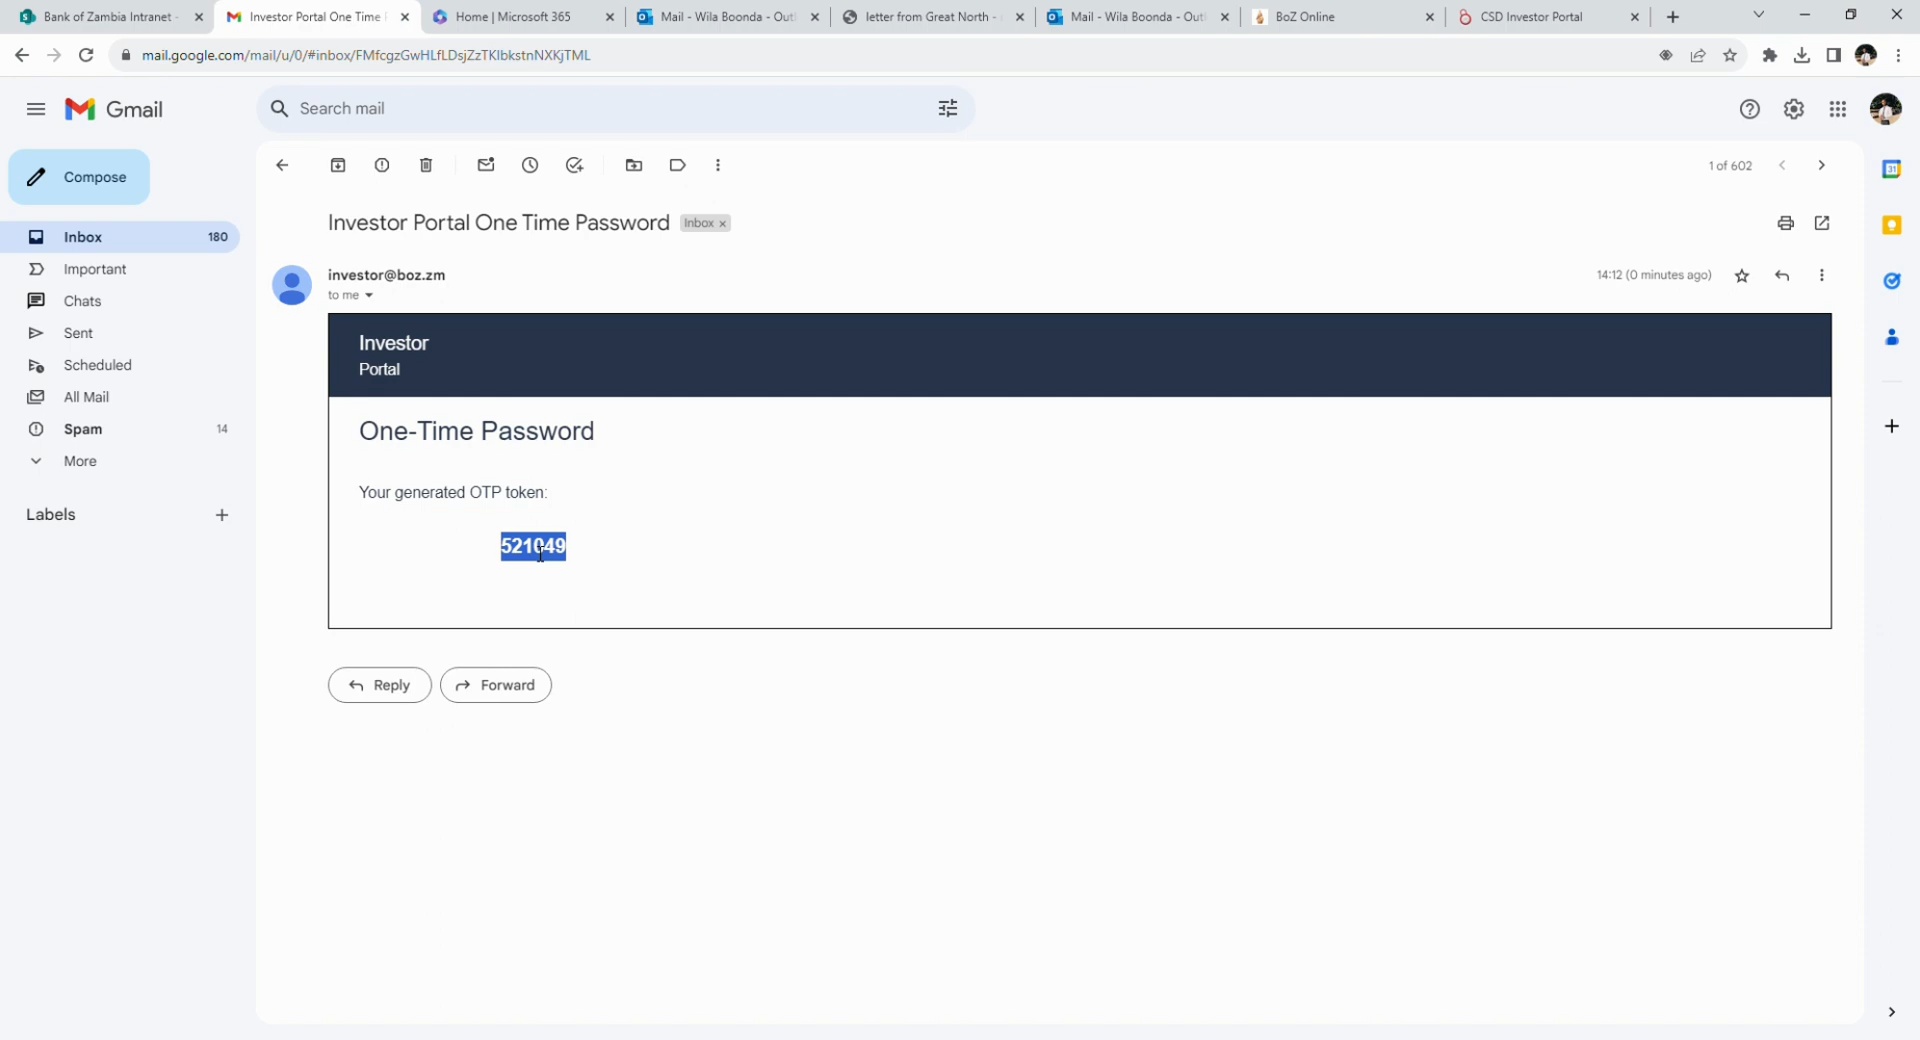 Bank of Zambia Intranet -
Investor Portal One Time
Home | Microsoft 365
Mail - Wila Boonda - Out
letter from Great North -
Mail - Wila Boonda - Out
BoZ Online
CSD Investor Portal
mail.google.com/mail/u/0/#inbox/FMfcgzGwHLfLDsjZzTKlbkstnNXKjTML
Gmail
Search mail
Compose
1 of 602
Investor Portal One Time Password
Inbox x
Inbox 180
Important
Chats
Sent
Scheduled
All Mail
Spam 14
More
Labels
investor@boz.zm
14:12 (0 minutes ago)
to me
Investor
Portal
One-Time Password
Your generated OTP token:
521049
Reply
Forward
31